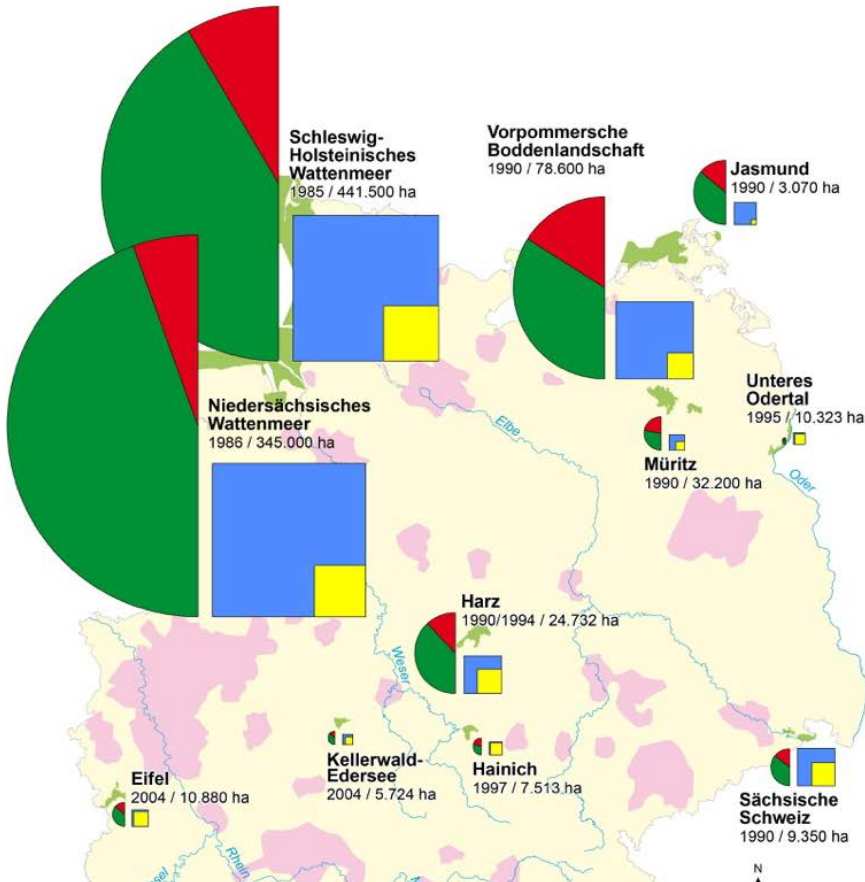 Schleswig-
Holsteinisches
Wattenmeer
1985 / 441.500 ha
Vorpommersche
Boddenlandschaft
1990 / 78.600 ha
Jasmund
1990 / 3.070 ha
Niedersächsisches
Wattenmeer
1986 / 345.000 ha
Elbe
Unteres
Odertal
1995 / 10.323 ha
Müritz
1990 / 32.200 ha
Oder
Harz
1990/1994 / 24.732 ha
Weser
Kellerwald-
Edersee
2004 / 5.724 ha
Hainich
1997 / 7.513 ha
Eifel
2004 / 10.880 ha
Sächsische
Schweiz
1990 / 9.350 ha
Rhein
N